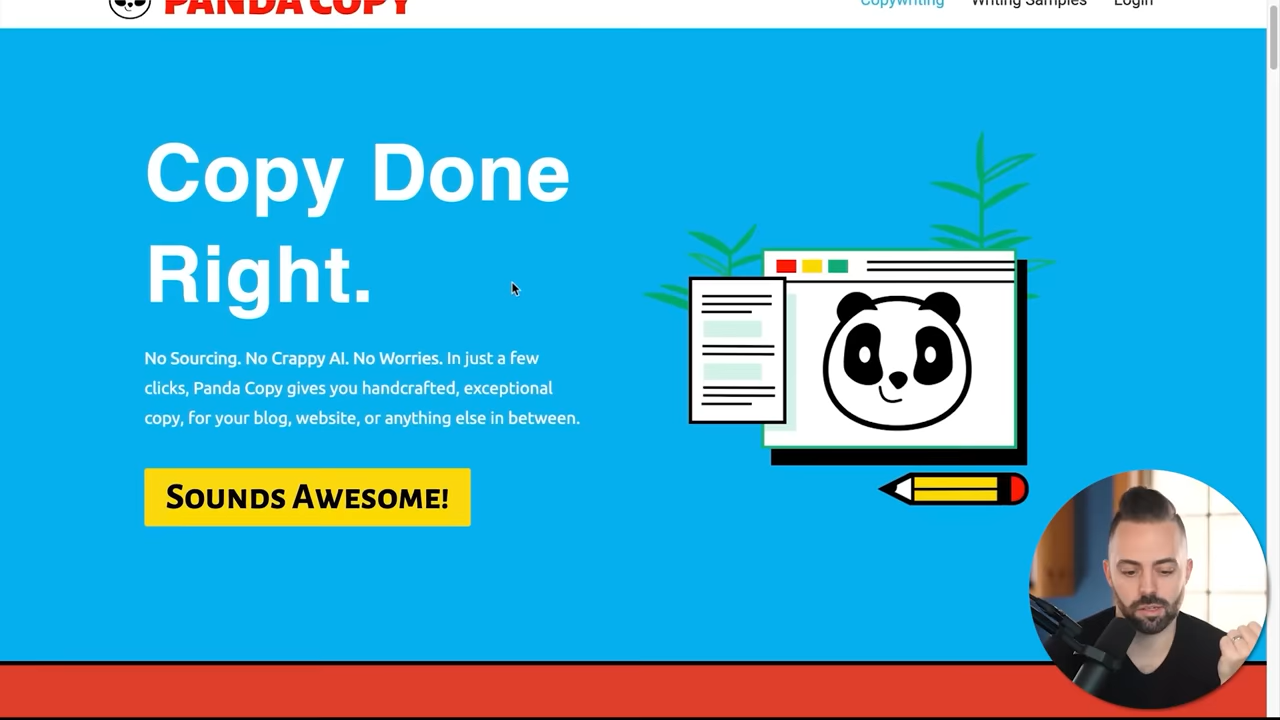 PANDA COPY
Copywriting
Writing Samples
Login
Copy Done
Right.
No Sourcing. No Crappy AI. No Worries. In just a few
clicks, Panda Copy gives you handcrafted, exceptional
copy, for your blog, website, or anything else in between.
Sounds Awesome!